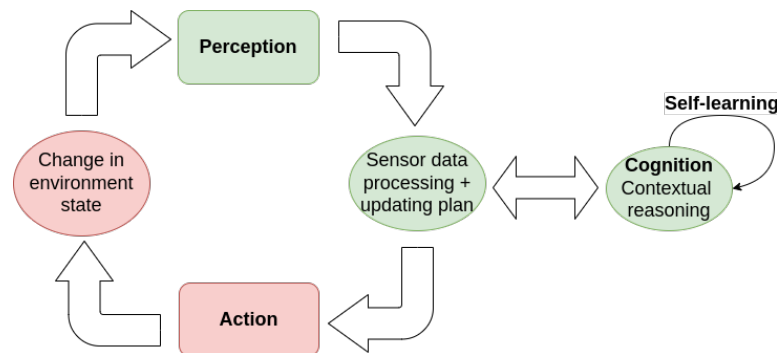 Perception
Self-learning
Change in
environment
state
Sensor data
processing +
updating plan
Cognition
Contextual
reasoning
Action